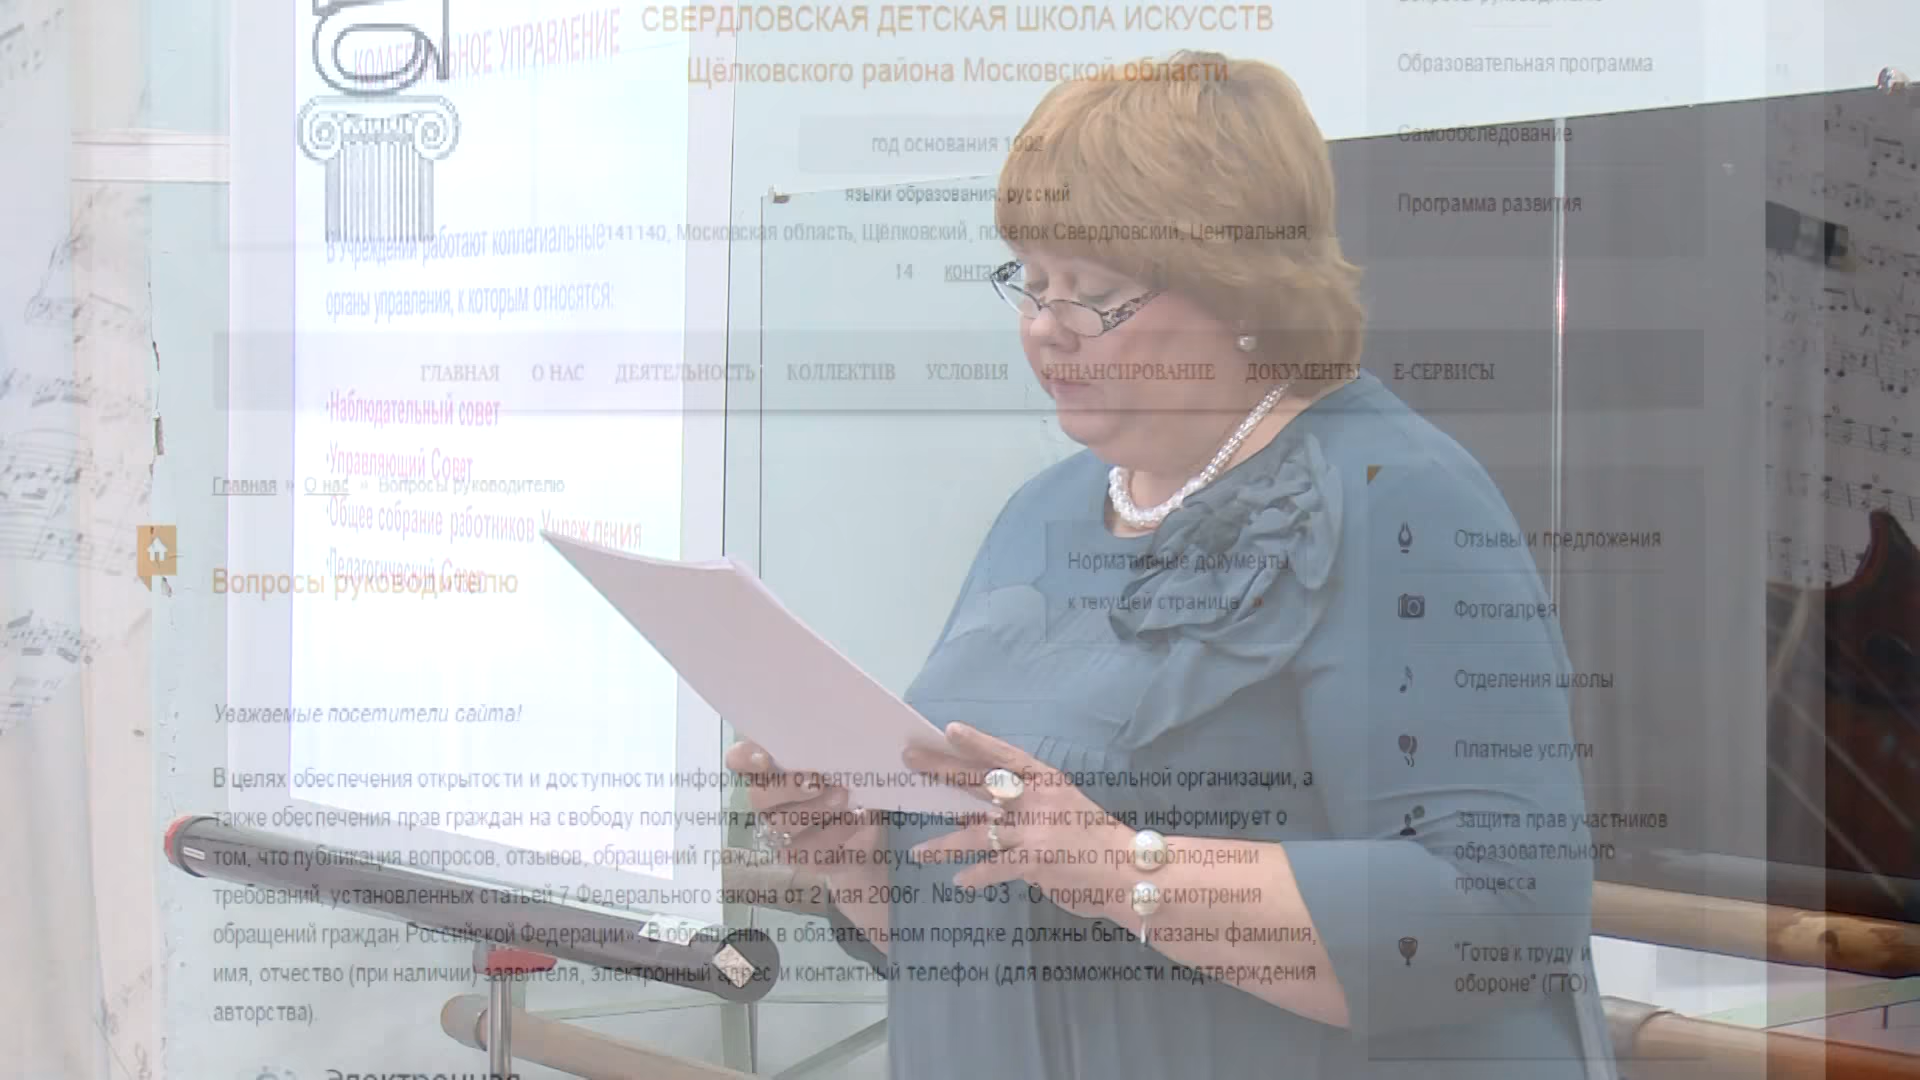 СВЕРДЛОВСКАЯ ДЕТСКАЯ ШКОЛА ИСКУССТВ
Щёлковского района Московской области
год основания 1992
языки образования: русский
141140, Московская область, Щёлковский, поселок Свердловский, Центральная,
14 контакты
КОЛЛЕГИАЛЬНОЕ УПРАВЛЕНИЕ
В Учреждении работают коллегиальные
органы управления, к которым относятся:
·Наблюдательный совет
·Управляющий Совет
·Общее собрание работников Учреждения
·Педагогический Совет
Образовательная программа
Самообследование
Программа развития
ГЛАВНАЯ О НАС ДЕЯТЕЛЬНОСТЬ КОЛЛЕКТИВ УСЛОВИЯ ФИНАНСИРОВАНИЕ ДОКУМЕНТЫ Е-СЕРВИСЫ
Главная » О нас » Вопросы руководителю
Вопросы руководителю
Нормативные документы
к текущей странице »
Уважаемые посетители сайта!
В целях обеспечения открытости и доступности информации о деятельности нашей образовательной организации, а
также обеспечения прав граждан на свободу получения достоверной информации администрация информирует о
том, что публикация вопросов, отзывов, обращений граждан на сайте осуществляется только при соблюдении
требований, установленных статьей 7 Федерального закона от 2 мая 2006г. №59-ФЗ «О порядке рассмотрения
обращений граждан Российской Федерации». В обращении в обязательном порядке должны быть указаны фамилия,
имя, отчество (при наличии) заявителя, электронный адрес и контактный телефон (для возможности подтверждения
авторства).
Электронная
Отзывы и предложения
Фотогалрея
Отделения школы
Платные услуги
Защита прав участников
образовательного
процесса
"Готов к труду и
обороне" (ГТО)